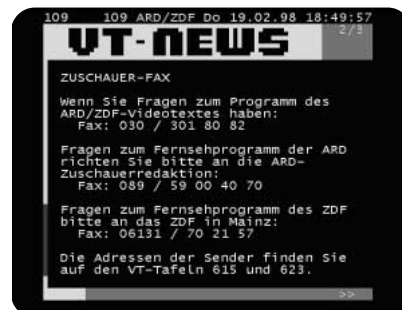 109 109 ARD/ZDF Do 19.02.98 18:49:57
VT-NEWS 2/3
ZUSCHAUER-FAX
Wenn Sie Fragen zum Programm des
ARD/ZDF-Videotextes haben:
Fax: 030 / 301 80 82
Fragen zum Fernsehprogramm der ARD
richten Sie bitte an die ARD-
Zuschauerredaktion:
Fax: 089 / 59 00 40 70
Fragen zum Fernsehprogramm des ZDF
bitte an das ZDF in Mainz:
Fax: 06131 / 70 21 57
Die Adressen der Sender finden Sie
auf den VT-Tafeln 615 und 623.
>>